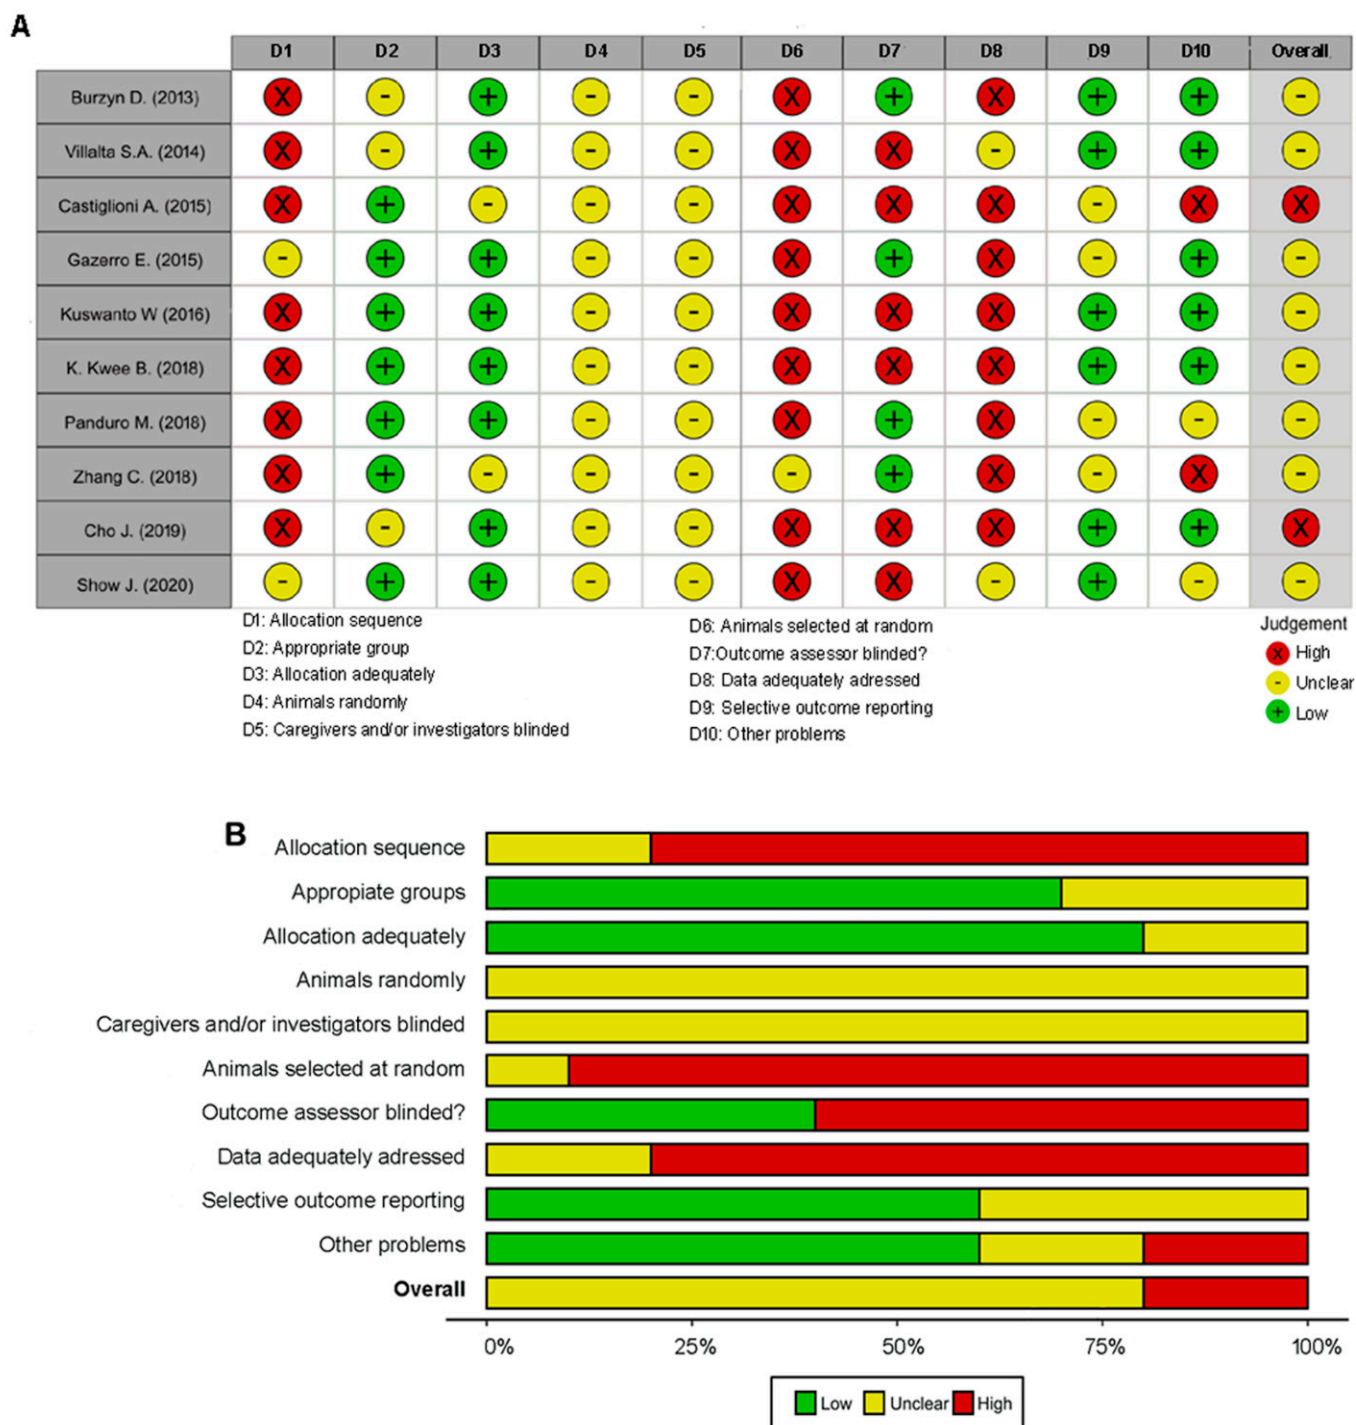 A
D1 D2 D3 D4 D5 D6 D7 D8 D9 D10 Overall
Burzyn D. (2013) X - + - - X + X + + -
Villalta S.A. (2014) X - + - - X X - + + -
Castiglioni A. (2015) X + - - - X X X - X X
Gazerro E. (2015) - + + - - X + X - + -
Kuswanto W (2016) X + + - - X X X + + -
K. Kwee B. (2018) X + + - - X X X + + -
Panduro M. (2018) X + + - - X + X - - -
Zhang C. (2018) X + - - - - + X - X -
Cho J. (2019) X - + - - X X X + + X
Show J. (2020) - + + - - X X - + - -
D1: Allocation sequence
D2: Appropriate group
D3: Allocation adequately
D4: Animals randomly
D5: Caregivers and/or investigators blinded
D6: Animals selected at random
D7:Outcome assessor blinded?
D8: Data adequately adressed
D9: Selective outcome reporting
D10: Other problems
Judgement
X High
- Unclear
+ Low
B
Allocation sequence
Appropiate groups
Allocation adequately
Animals randomly
Caregivers and/or investigators blinded
Animals selected at random
Outcome assessor blinded?
Data adequately adressed
Selective outcome reporting
Other problems
Overall
0% 25% 50% 75% 100%
Low Unclear High